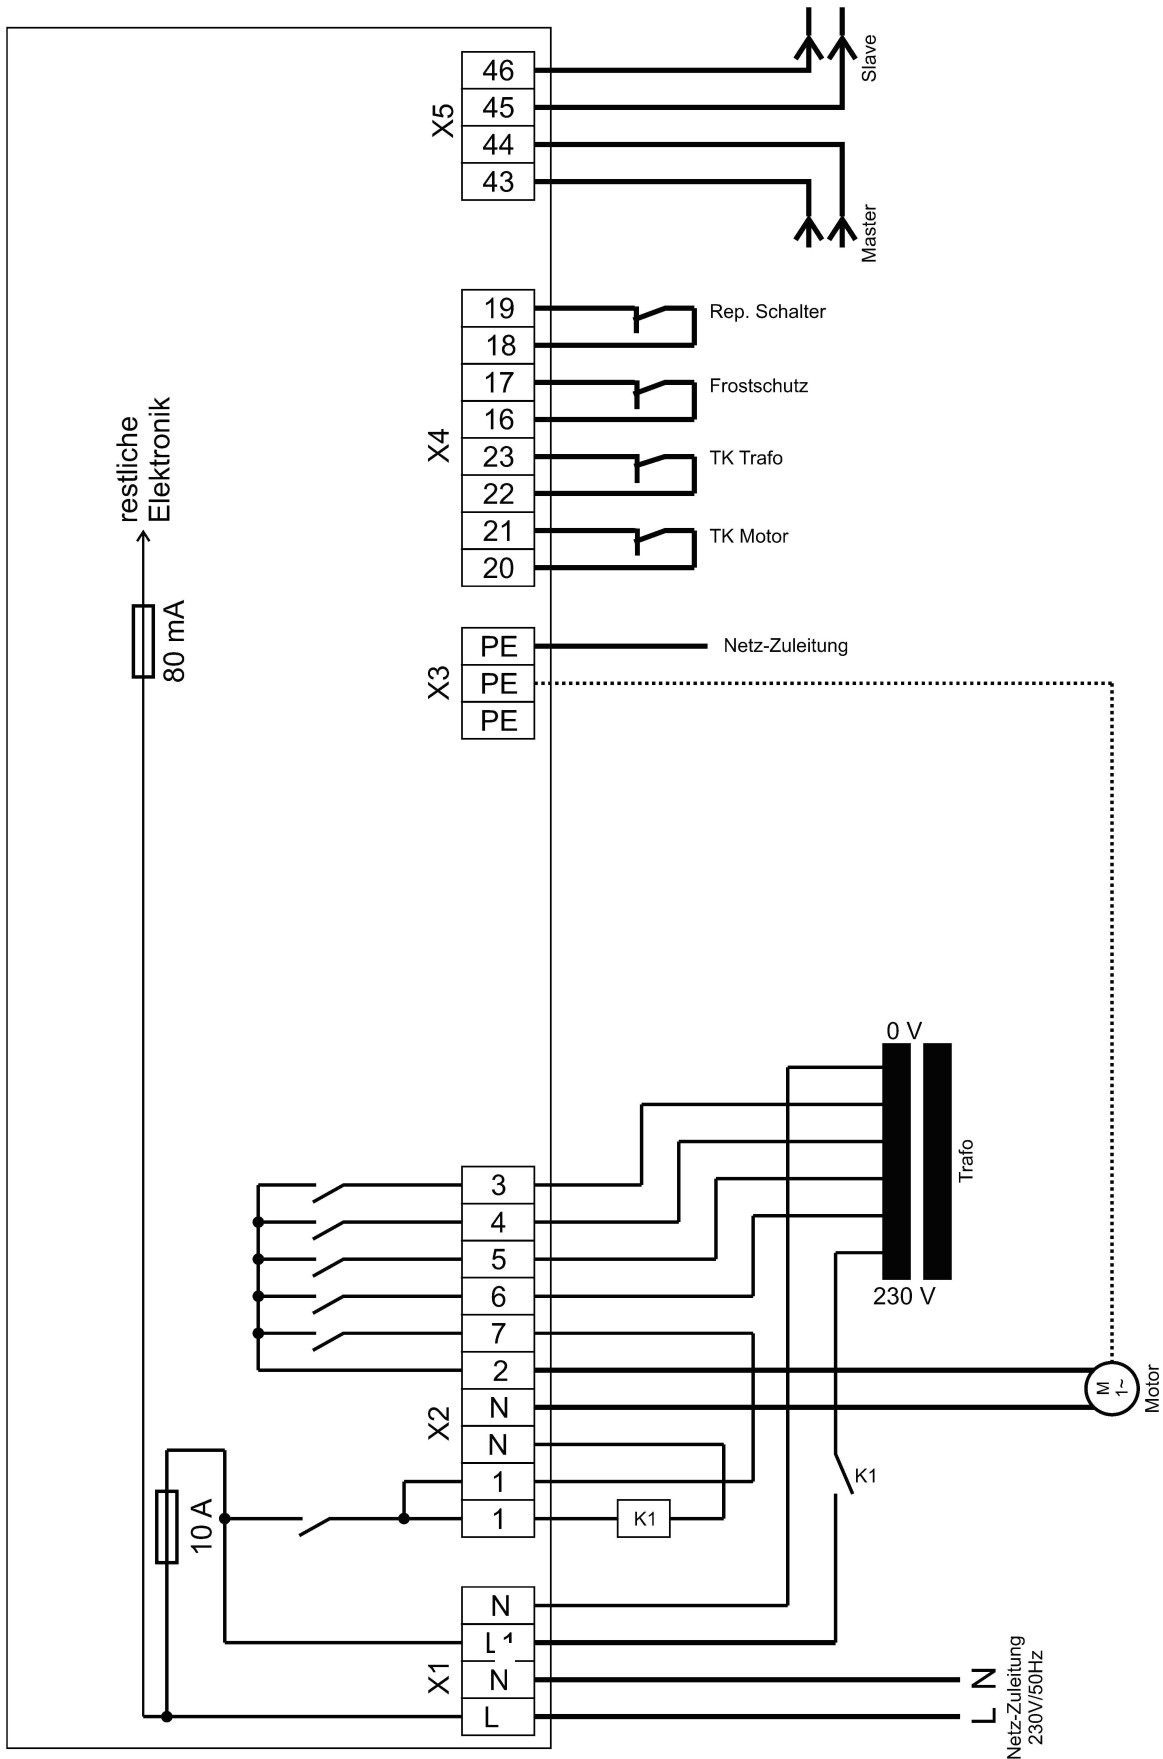 46
45
44
43
X5
Slave
Master
19
18
17
16
23
22
21
20
X4
Rep. Schalter
Frostschutz
TK Trafo
TK Motor
restliche
Elektronik
80 mA
PE
PE
PE
X3
Netz-Zuleitung
0 V
Trafo
230 V
3
4
5
6
7
2
N
N
1
1
X2
M
1~
Motor
10 A
K1
K1
N
L1
N
L
X1
L N
Netz-Zuleitung
230V/50Hz